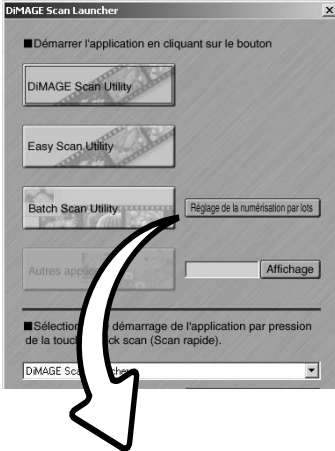 DiMAGE Scan Launcher
■Démarrer l'application en cliquant sur le bouton
DiMAGE Scan Utility
Easy Scan Utility
Batch Scan Utility
Réglage de la numérisation par lots
Autres
Affichage
■Sélection démarrage de l'application par pression
de la touche ck scan (Scan rapide).
DiMAGE Scan